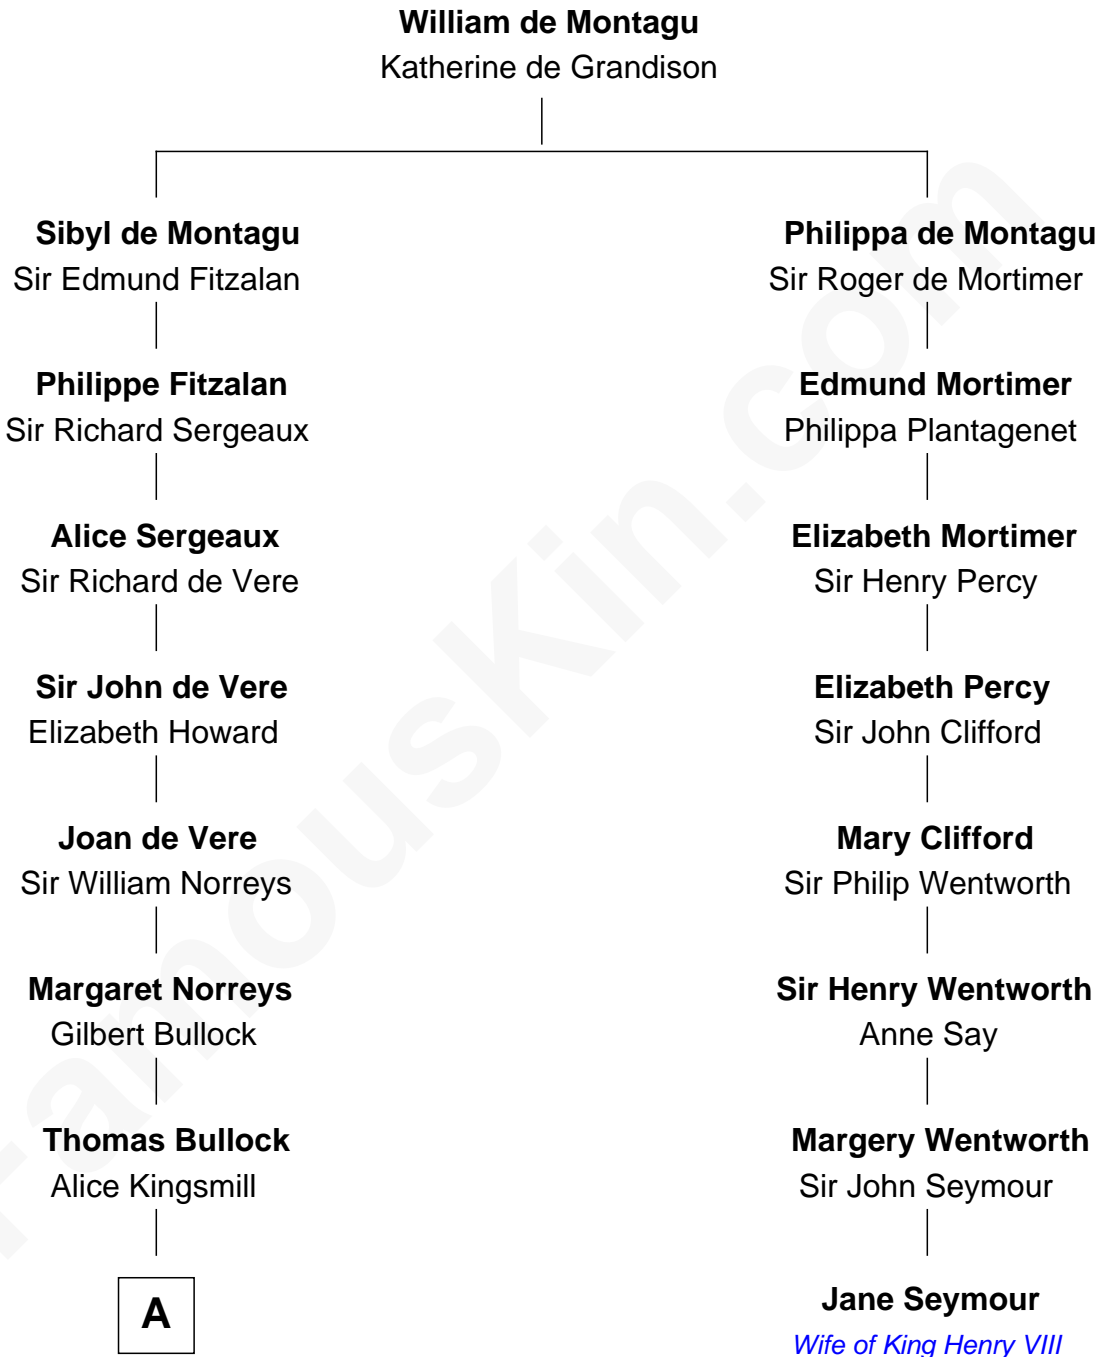 William de Montagu
Katherine de Grandison
Sibyl de Montagu
Sir Edmund Fitzalan
Philippe Fitzalan
Sir Richard Sergeaux
Alice Sergeaux
Sir Richard de Vere
Sir John de Vere
Elizabeth Howard
Joan de Vere
Sir William Norreys
Margaret Norreys
Gilbert Bullock
Thomas Bullock
Alice Kingsmill
A
Philippa de Montagu
Sir Roger de Mortimer
Edmund Mortimer
Philippa Plantagenet
Elizabeth Mortimer
Sir Henry Percy
Elizabeth Percy
Sir John Clifford
Mary Clifford
Sir Philip Wentworth
Sir Henry Wentworth
Anne Say
Margery Wentworth
Sir John Seymour
Jane Seymour
Wife of King Henry VIII
FamousKin.com